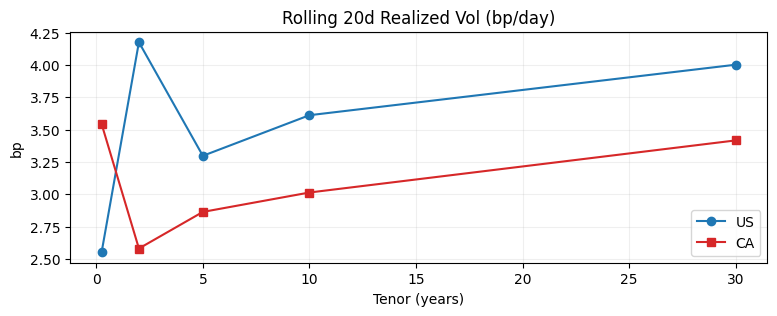 Rolling 20d Realized Vol (bp/day)
4.25
4.00
3.75
3.50
3.25
3.00
2.75
2.50
bp
0 5 10 15 20 25 30
Tenor (years)
US
CA